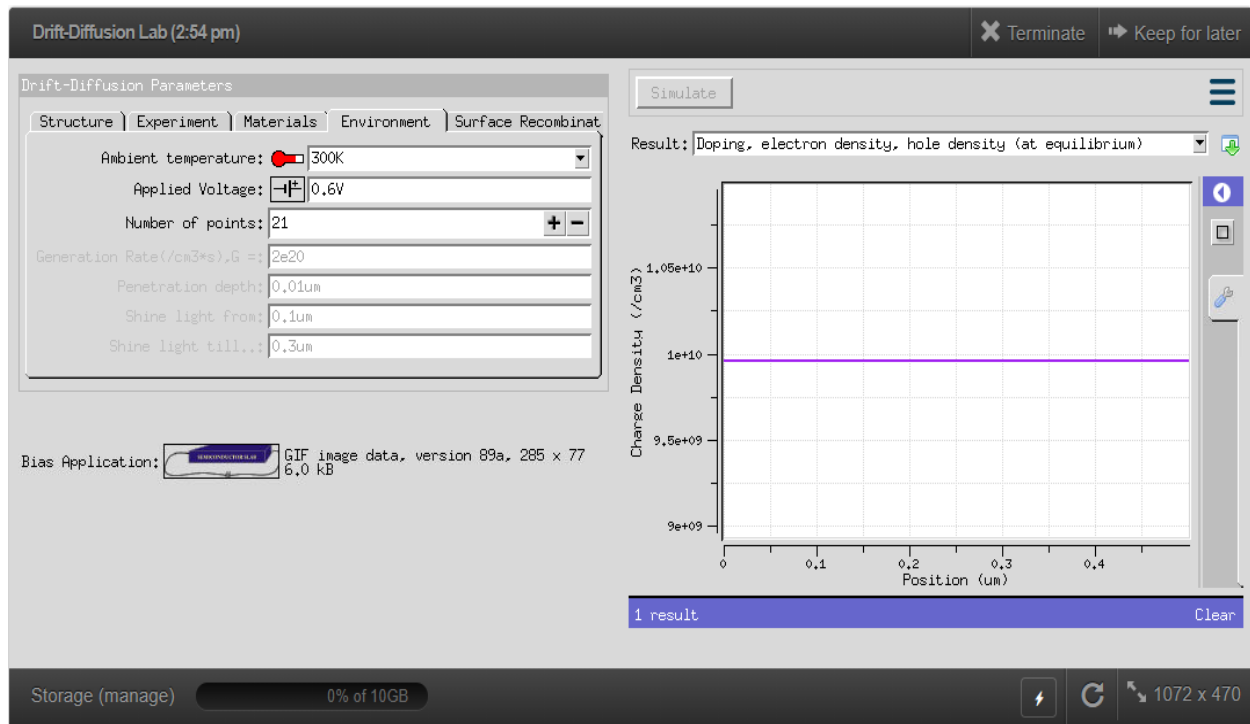 Drift-Diffusion Lab (2:54 pm)
Terminate
Keep for later
Drift-Diffusion Parameters
Structure
Experiment
Materials
Environment
Surface Recombinat
Ambient temperature:
300K
Applied Voltage:
0.6V
Number of points:
21
Generation Rate(/cm3*s),G =:
2e20
Penetration depth:
0.01um
Shine light from:
0.1um
Shine light till..:
0.3um
Bias Application:
SEMICONDUCTOR LAB
GIF image data, version 89a, 285 x 77
6.0 kB
Simulate
Result:
Doping, electron density, hole density (at equilibrium)
Charge Density (/cm3)
1.05e+10
1e+10
9.5e+09
9e+09
0
0.1
0.2
0.3
0.4
Position (um)
1 result
Clear
Storage (manage)
0% of 10GB
1072 x 470